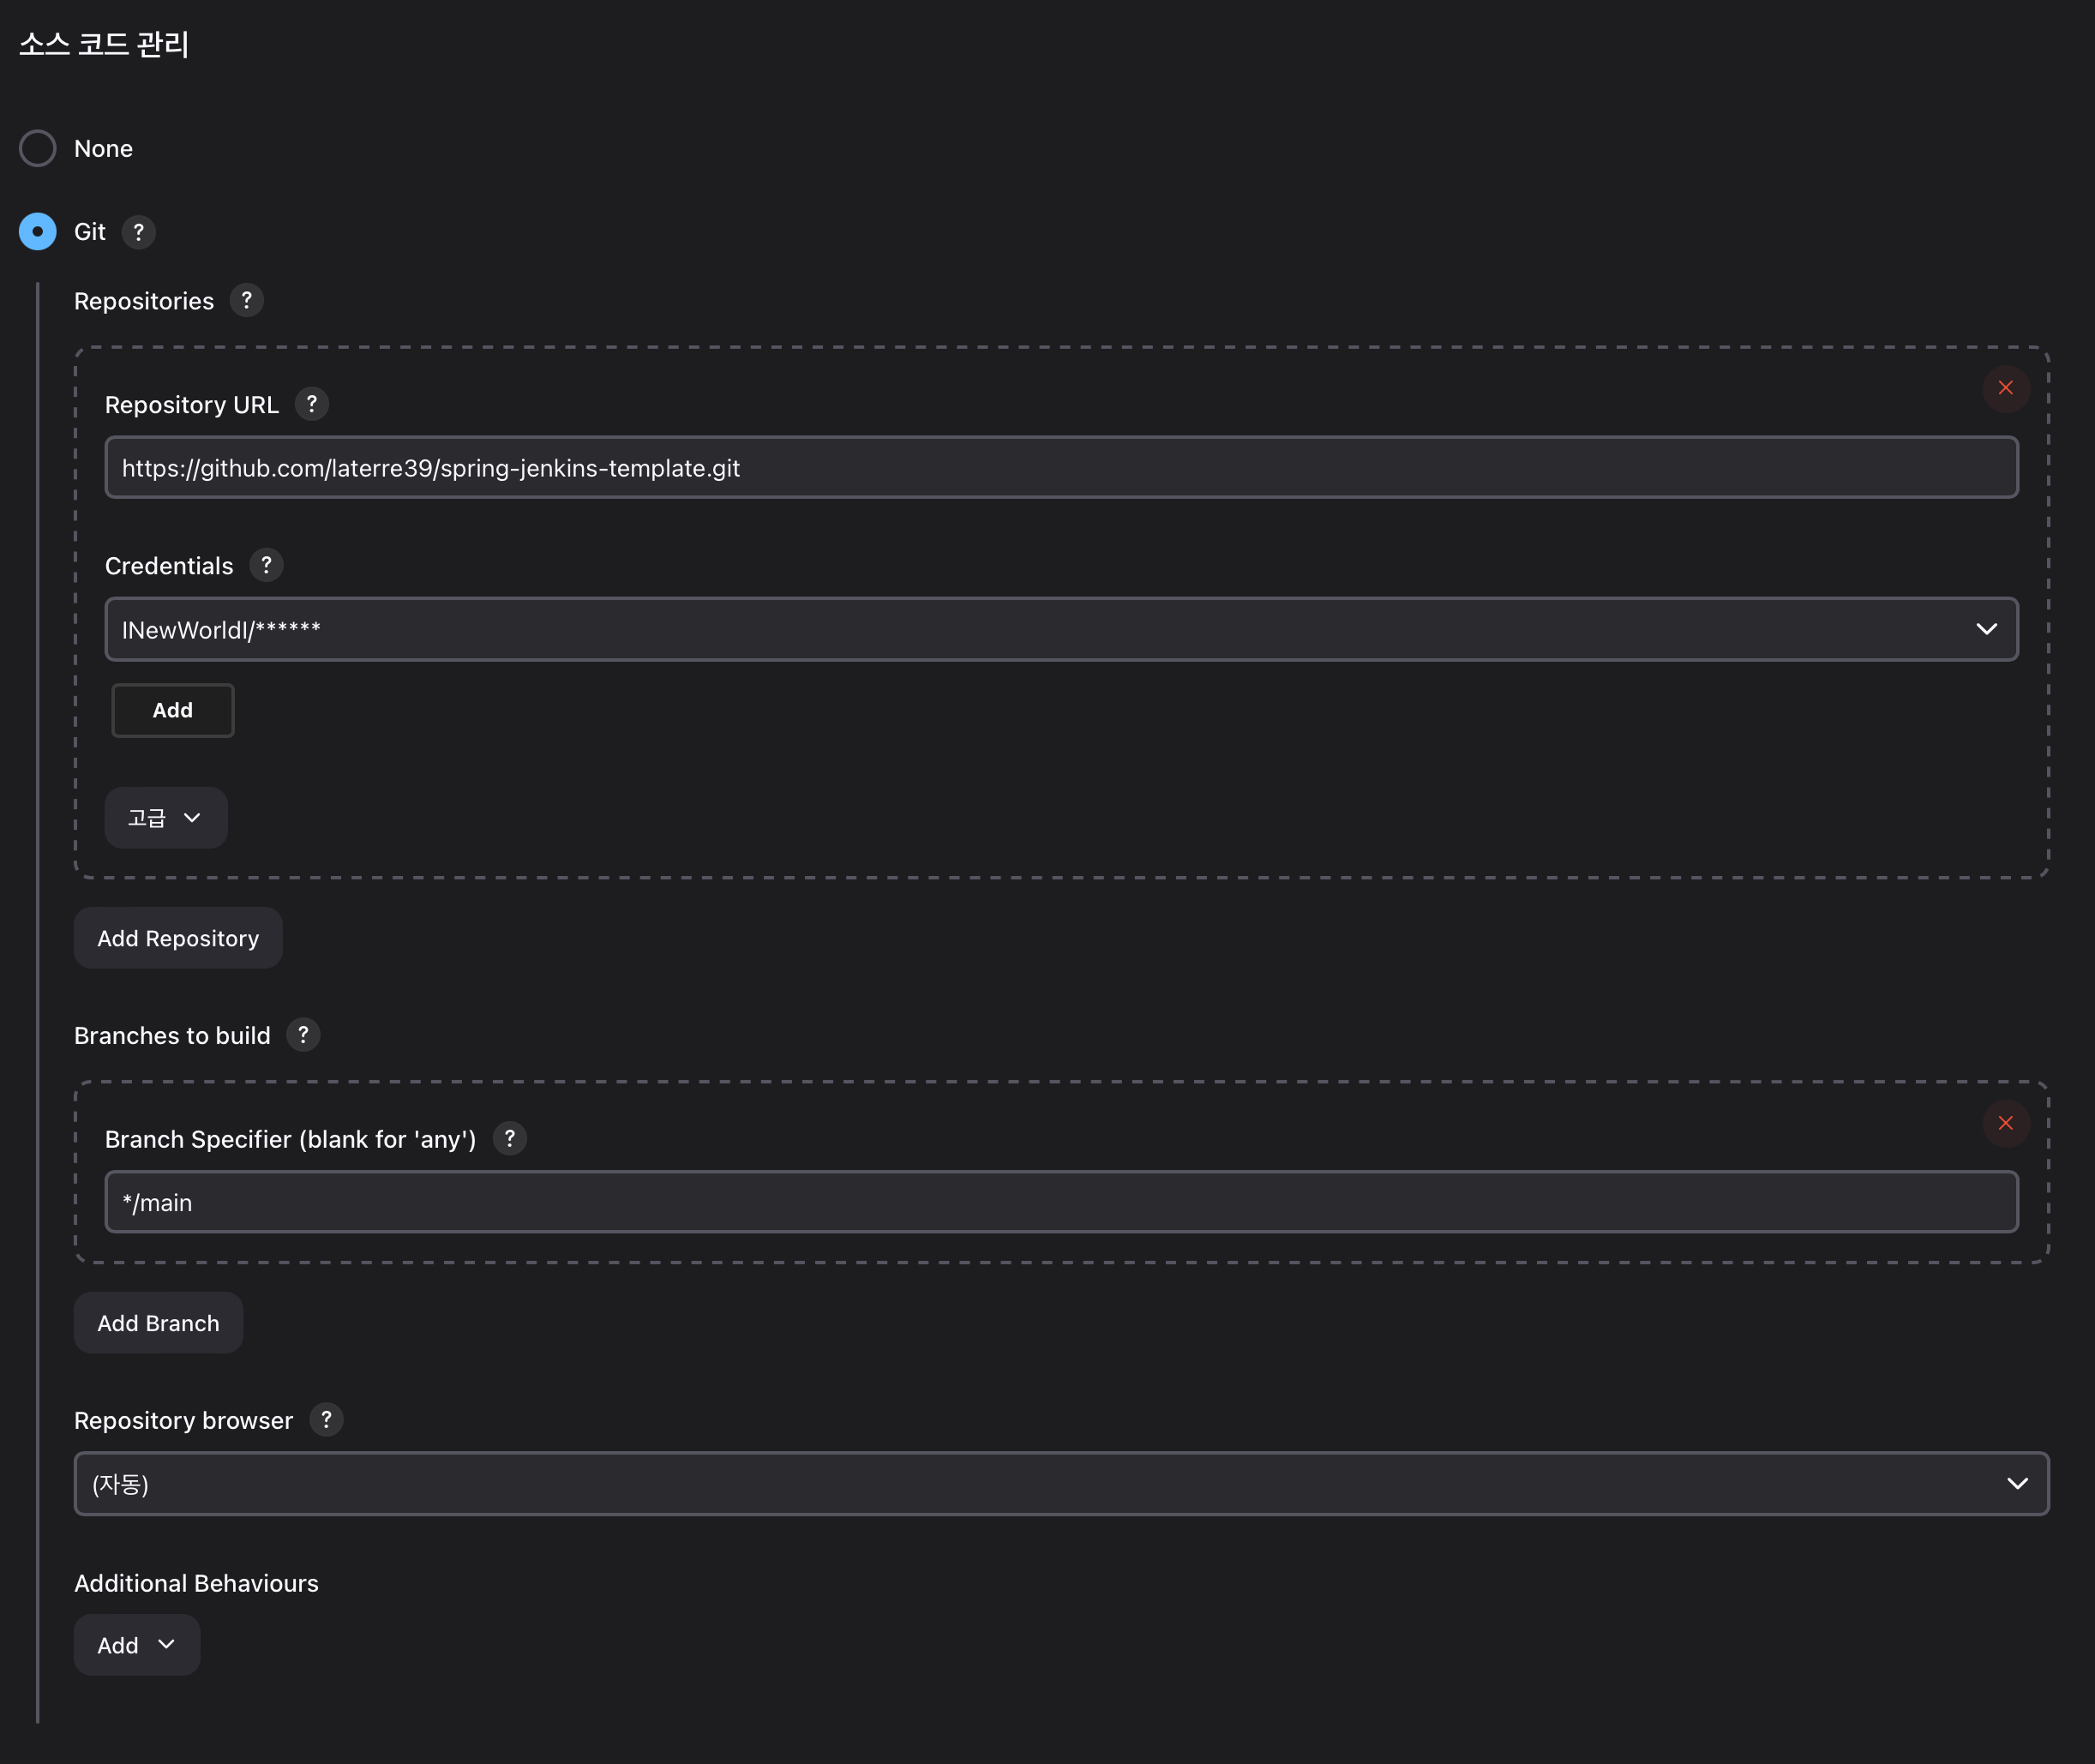 소스 코드 관리
None
Git ?
Repositories ?
Repository URL ?
https://github.com/laterre39/spring-jenkins-template.git
Credentials ?
lNewWorldl/******
Add
고급
Add Repository
Branches to build ?
Branch Specifier (blank for 'any') ?
*/main
Add Branch
Repository browser ?
(자동)
Additional Behaviours
Add